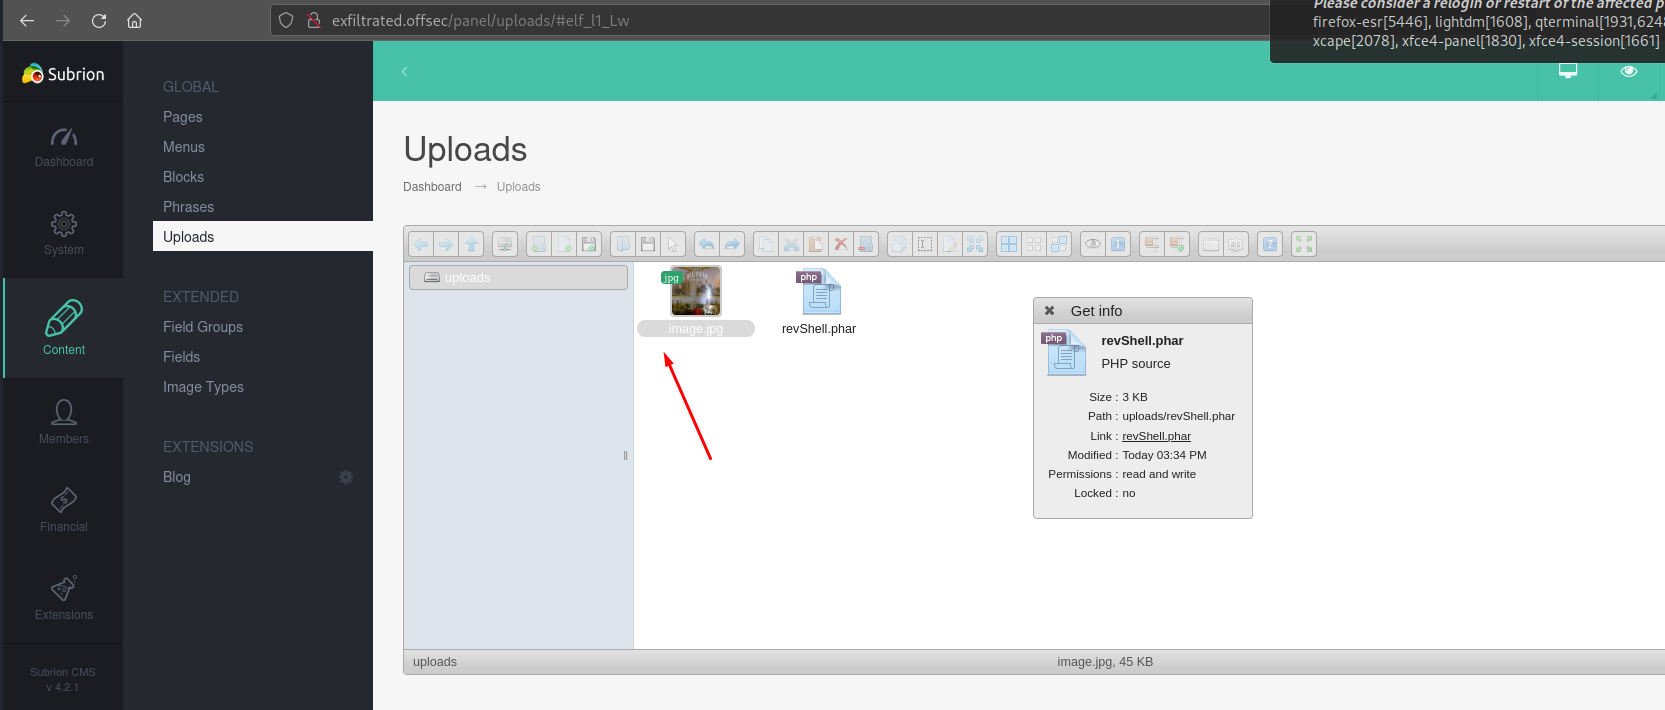 exfiltrated.offsec/panel/uploads/#elf_l1_Lw
Please consider a relogin or restart of the affected p
firefox-esr[5446], lightdm[1608], qterminal[1931,6248
xcape[2078], xfce4-panel[1830], xfce4-session[1661]
Subrion
Dashboard
System
Content
Members
Financial
Extensions
Subrion CMS
v 4.2.1
GLOBAL
Pages
Menus
Blocks
Phrases
Uploads
EXTENDED
Field Groups
Fields
Image Types
EXTENSIONS
Blog
Uploads
Dashboard → Uploads
uploads
jpg
image.jpg
php
revShell.phar
Get info
php
revShell.phar
PHP source
Size : 3 KB
Path : uploads/revShell.phar
Link : revShell.phar
Modified : Today 03:34 PM
Permissions : read and write
Locked : no
uploads
image.jpg, 45 KB